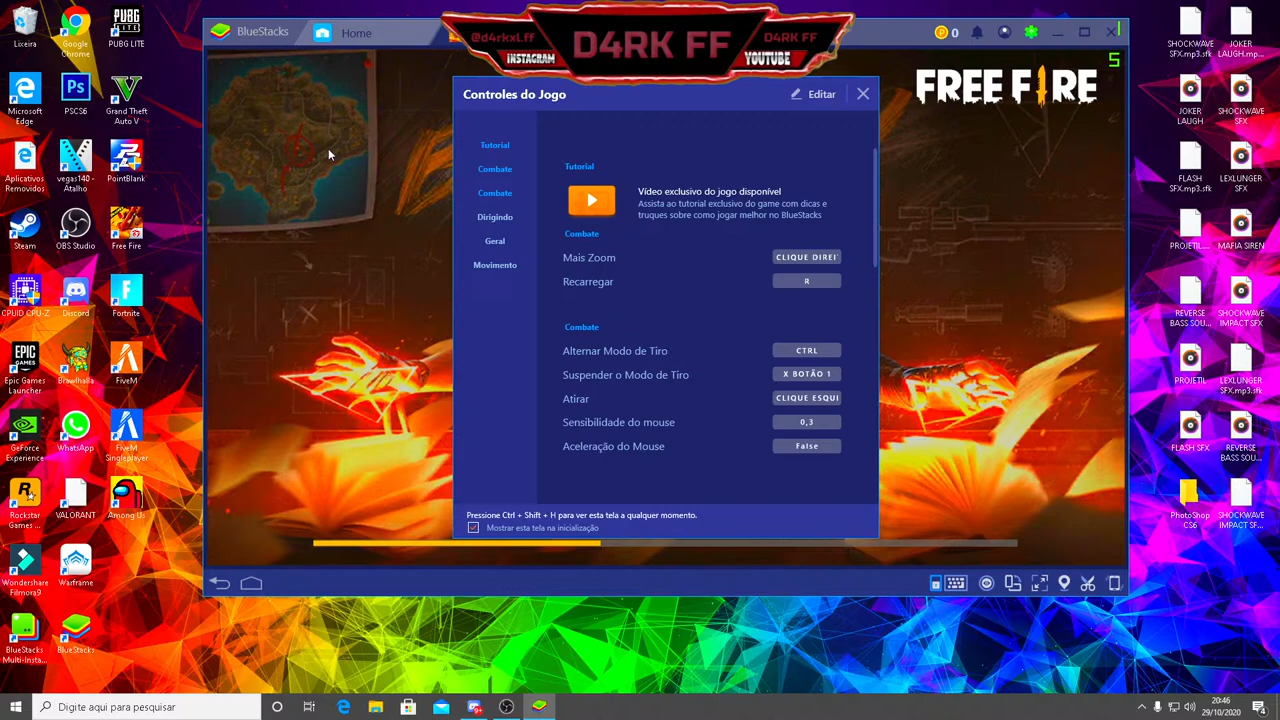 Lixeira
Google
Chrome
PUBG LITE
Microsoft
Edge
PSCS6
Grand Theft
Auto V
Aplicativos
Removidos
vegas140 -
Atalho
PointBlank
Steam
OBS Studio
Free Fire
CPUID CPU-Z
Discord
Fortnite
Epic Games
Launcher
Brawlhalla
FiveM
GeForce
Experience
WhatsApp
FiveM
Singleplayer
Rockstar
Games ...
VALORANT
Among Us
Wondershare
Filmora9
Warframe
BlueStacks
Multi-Insta...
BlueStacks
BlueStacks
Home
@d4rkxl.ff
INSTAGRAM
D4RK FF
D4RK FF
YOUTUBE
0
5
FREE FIRE
Controles do Jogo
Editar
Tutorial
Combate
Combate
Dirigindo
Geral
Movimento
Tutorial
Vídeo exclusivo do jogo disponível
Assista ao tutorial exclusivo do game com dicas e
truques sobre como jogar melhor no BlueStacks
Combate
Mais Zoom CLIQUE DIREI
Recarregar R
Combate
Alternar Modo de Tiro CTRL
Suspender o Modo de Tiro X BOTÃO 1
Atirar CLIQUE ESQUI
Sensibilidade do mouse 0,3
Aceleração do Mouse False
Pressione Ctrl + Shift + H para ver esta tela a qualquer momento.
Mostrar esta tela na inicialização
SHOCKWAVE
SFX.mp3.sfk
JOKER
LAUGH.mp...
JOKER
LAUGH
SHOCKWAVE
SFX
FLASH
SFX.mp3.sfk
LEXLUNGER
SFX
PROJETIL....
MAFIA SIREN
REVERSE
BASS SOU...
SHOCKWAVE
IMPACT SFX
PROJETIL
LEXLUNGER
SFX.mp3.sfk
FLASH SFX
REVERSE
BASS SOU...
PhotoShop
CS6
SHOCKWAVE
IMPACT SF...
Digite aqui para pesquisar
9+
20:46
29/10/2020
4